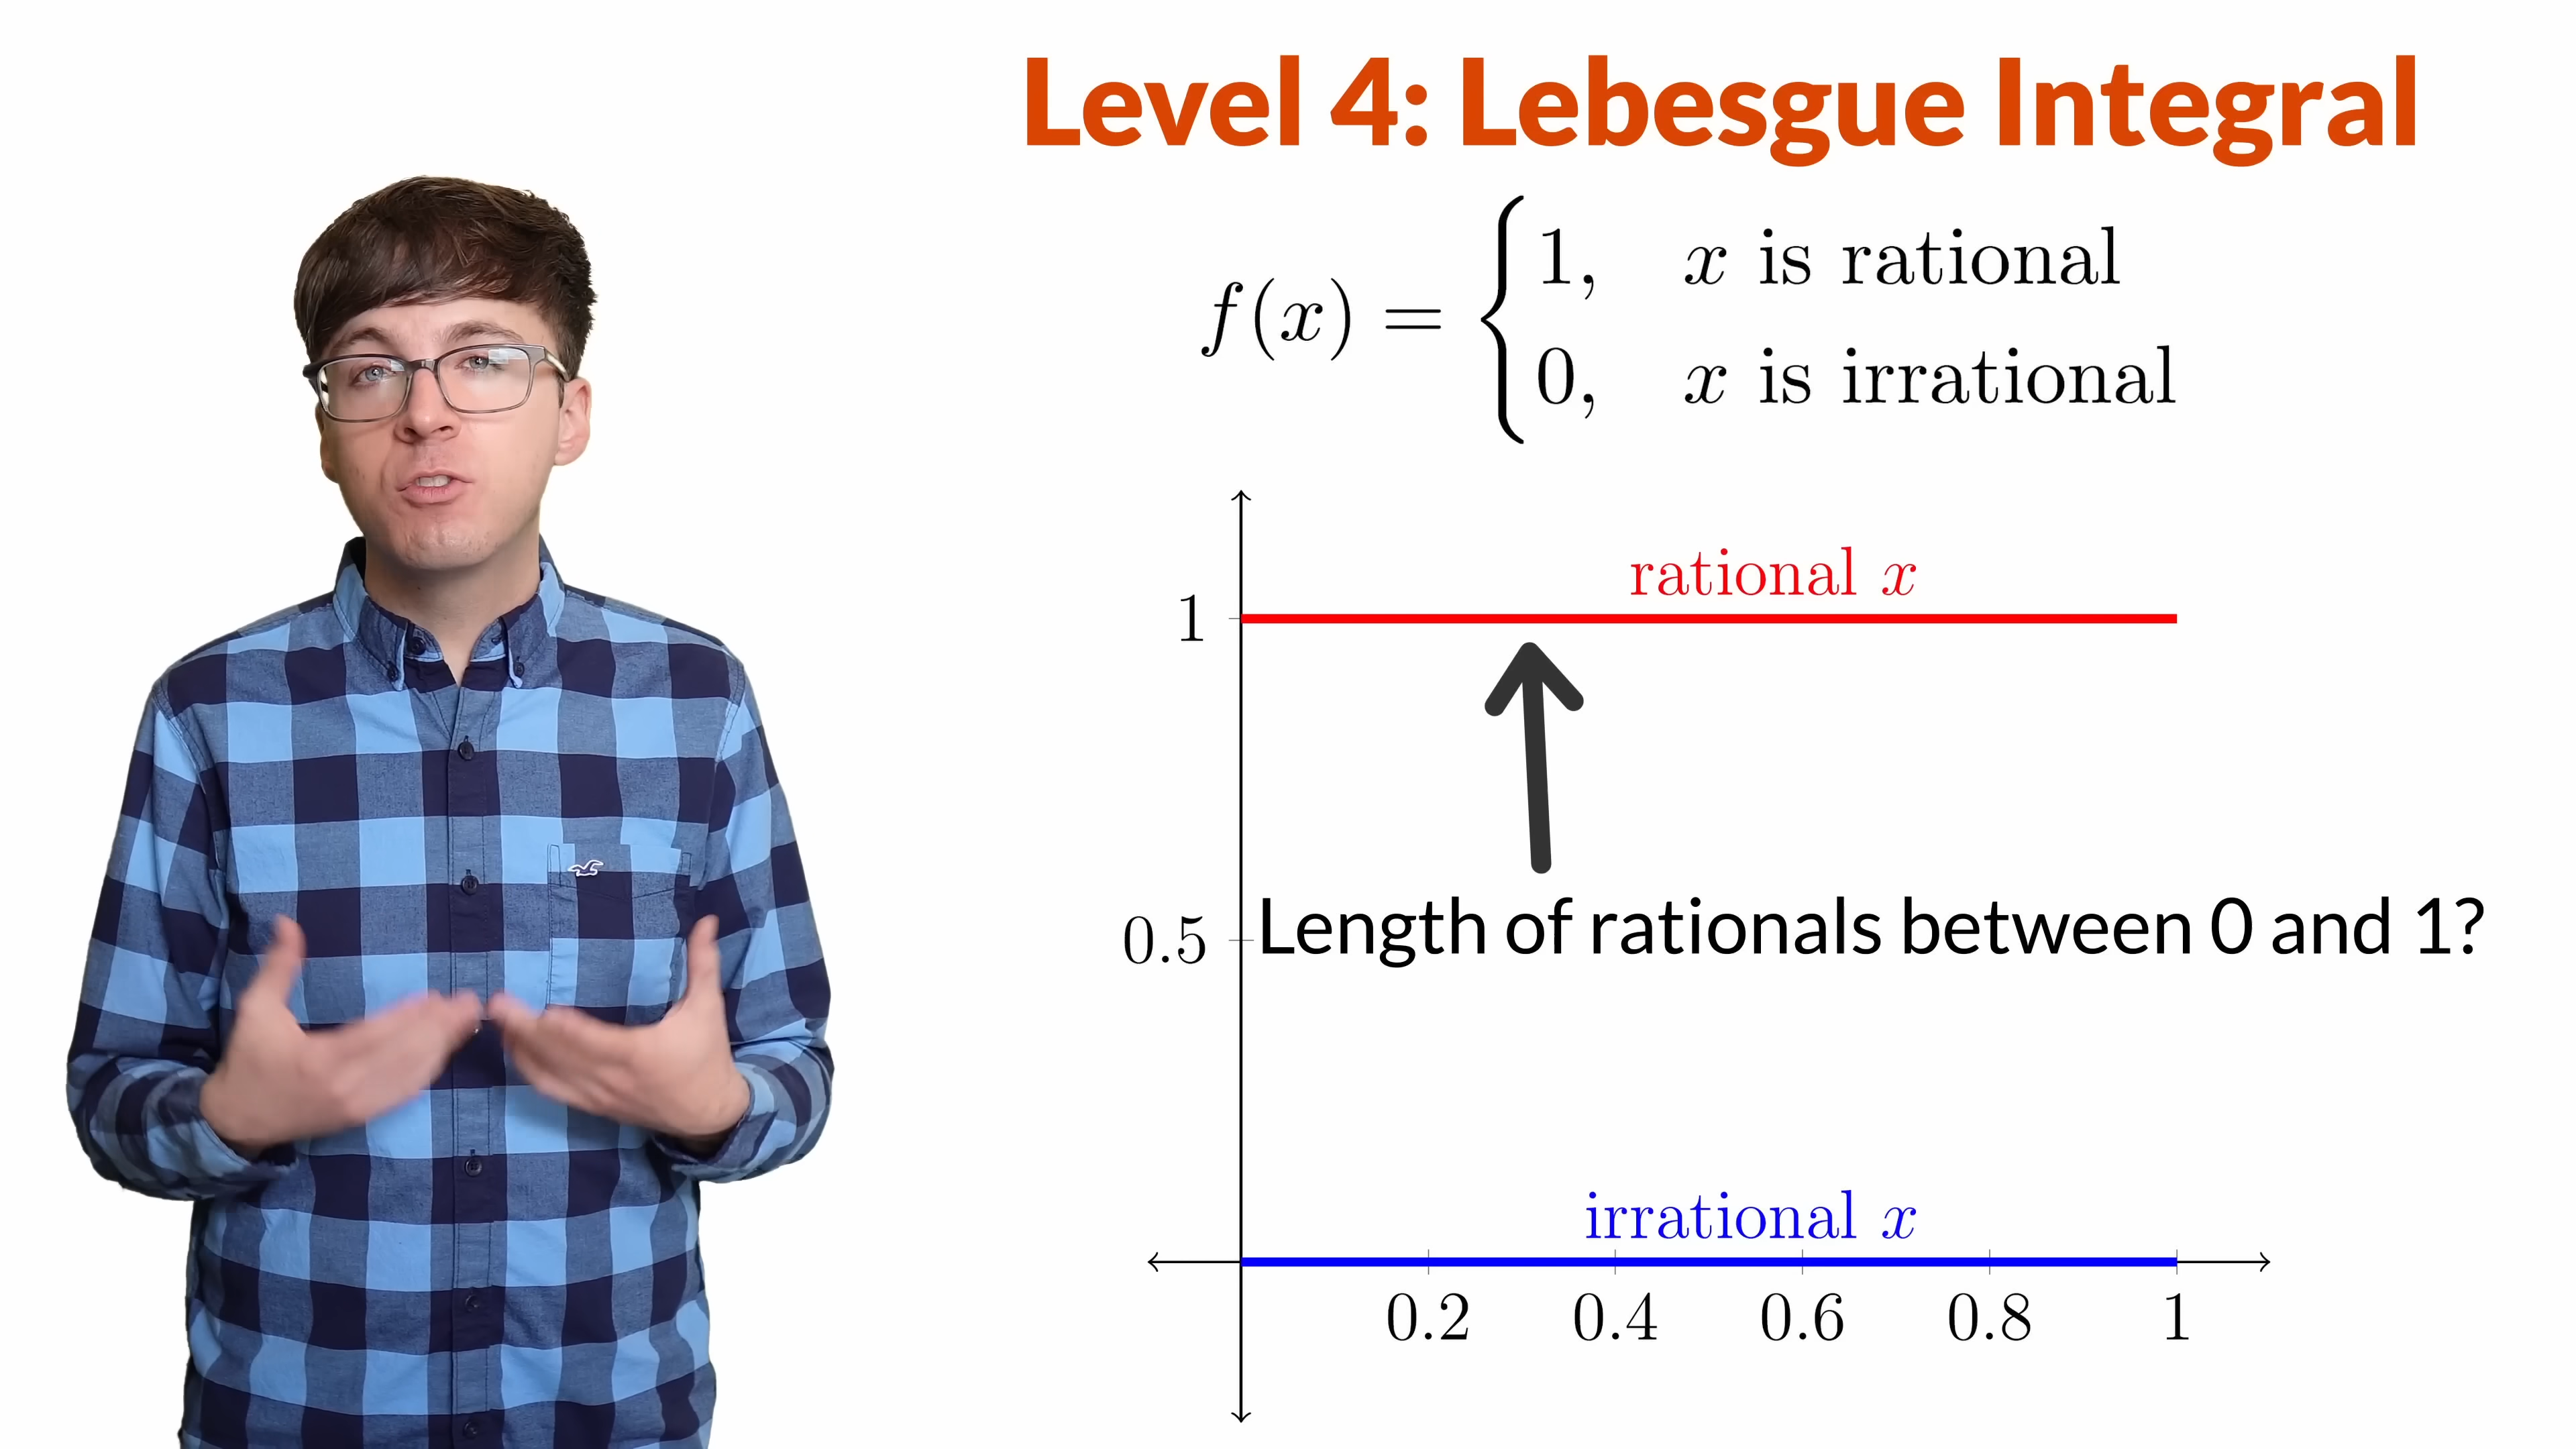 Level 4: Lebesgue Integral
f(x) = { 1, x is rational
0, x is irrational
rational x
1
0.5
Length of rationals between 0 and 1?
irrational x
0.2 0.4 0.6 0.8 1